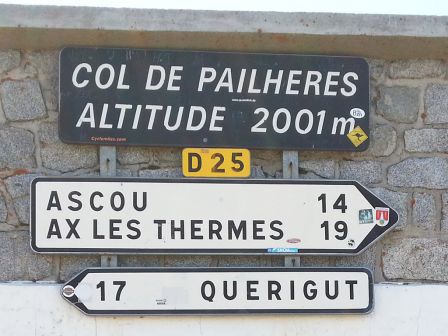 COL DE PAILHERES
ALTITUDE 2001m
D 25
ASCOU 14
AX LES THERMES 19
17 QUERIGUT